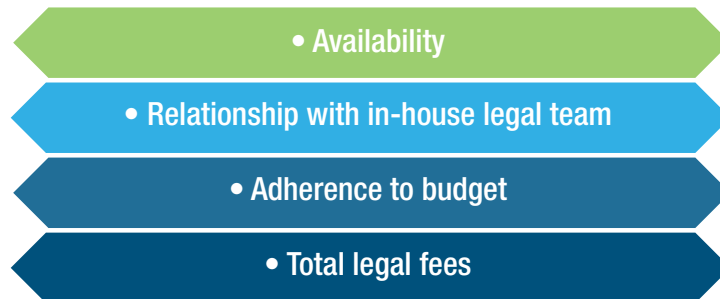 • Availability
• Relationship with in-house legal team
• Adherence to budget
• Total legal fees